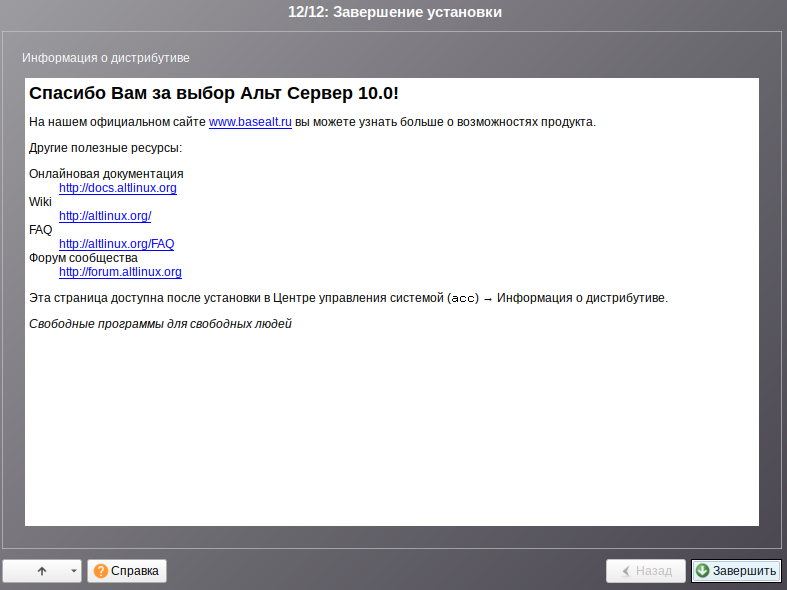 12/12: Завершение установки
Информация о дистрибутиве
Спасибо Вам за выбор Альт Сервер 10.0!
На нашем официальном сайте www.basealt.ru вы можете узнать больше о возможностях продукта.
Другие полезные ресурсы:
Онлайновая документация
http://docs.altlinux.org
Wiki
http://altlinux.org/
FAQ
http://altlinux.org/FAQ
Форум сообщества
http://forum.altlinux.org
Эта страница доступна после установки в Центре управления системой (acc) → Информация о дистрибутиве.
Свободные программы для свободных людей
Справка
Назад
Завершить